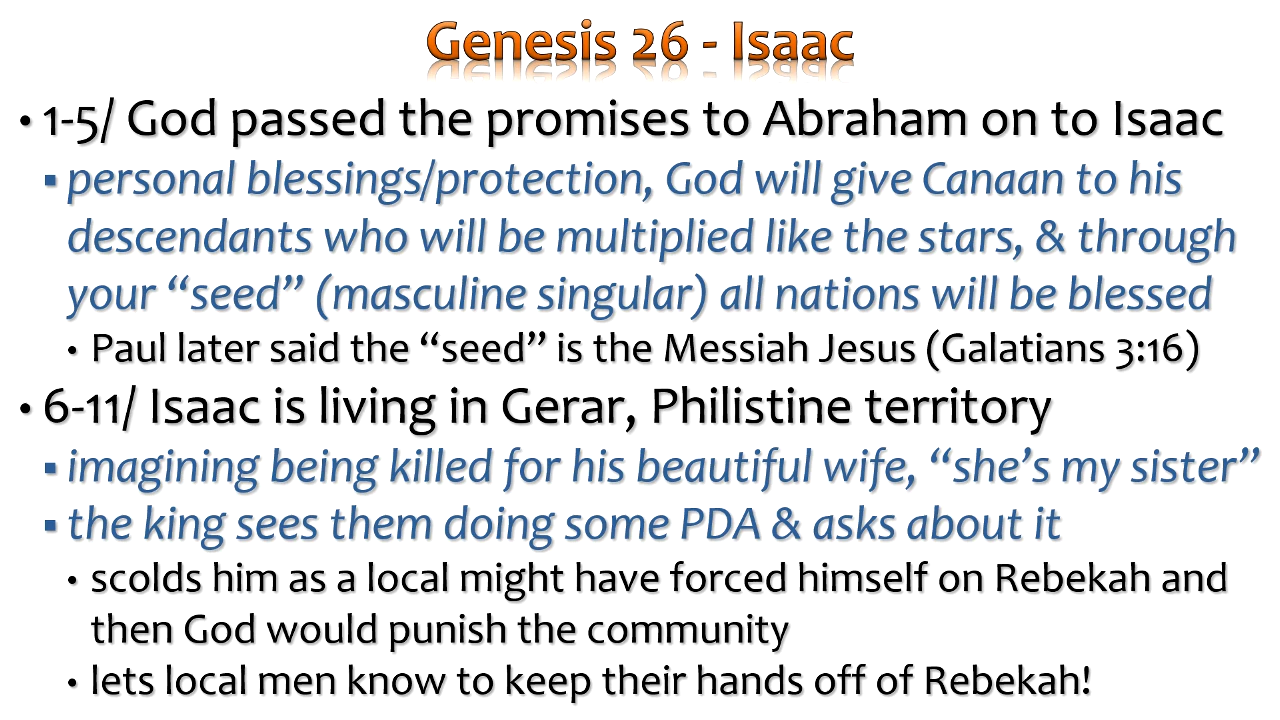 Genesis 26 - Isaac
• 1-5/ God passed the promises to Abraham on to Isaac
▪ personal blessings/protection, God will give Canaan to his
descendants who will be multiplied like the stars, & through
your “seed” (masculine singular) all nations will be blessed
• Paul later said the “seed” is the Messiah Jesus (Galatians 3:16)
• 6-11/ Isaac is living in Gerar, Philistine territory
▪ imagining being killed for his beautiful wife, “she’s my sister”
▪ the king sees them doing some PDA & asks about it
• scolds him as a local might have forced himself on Rebekah and
then God would punish the community
• lets local men know to keep their hands off of Rebekah!